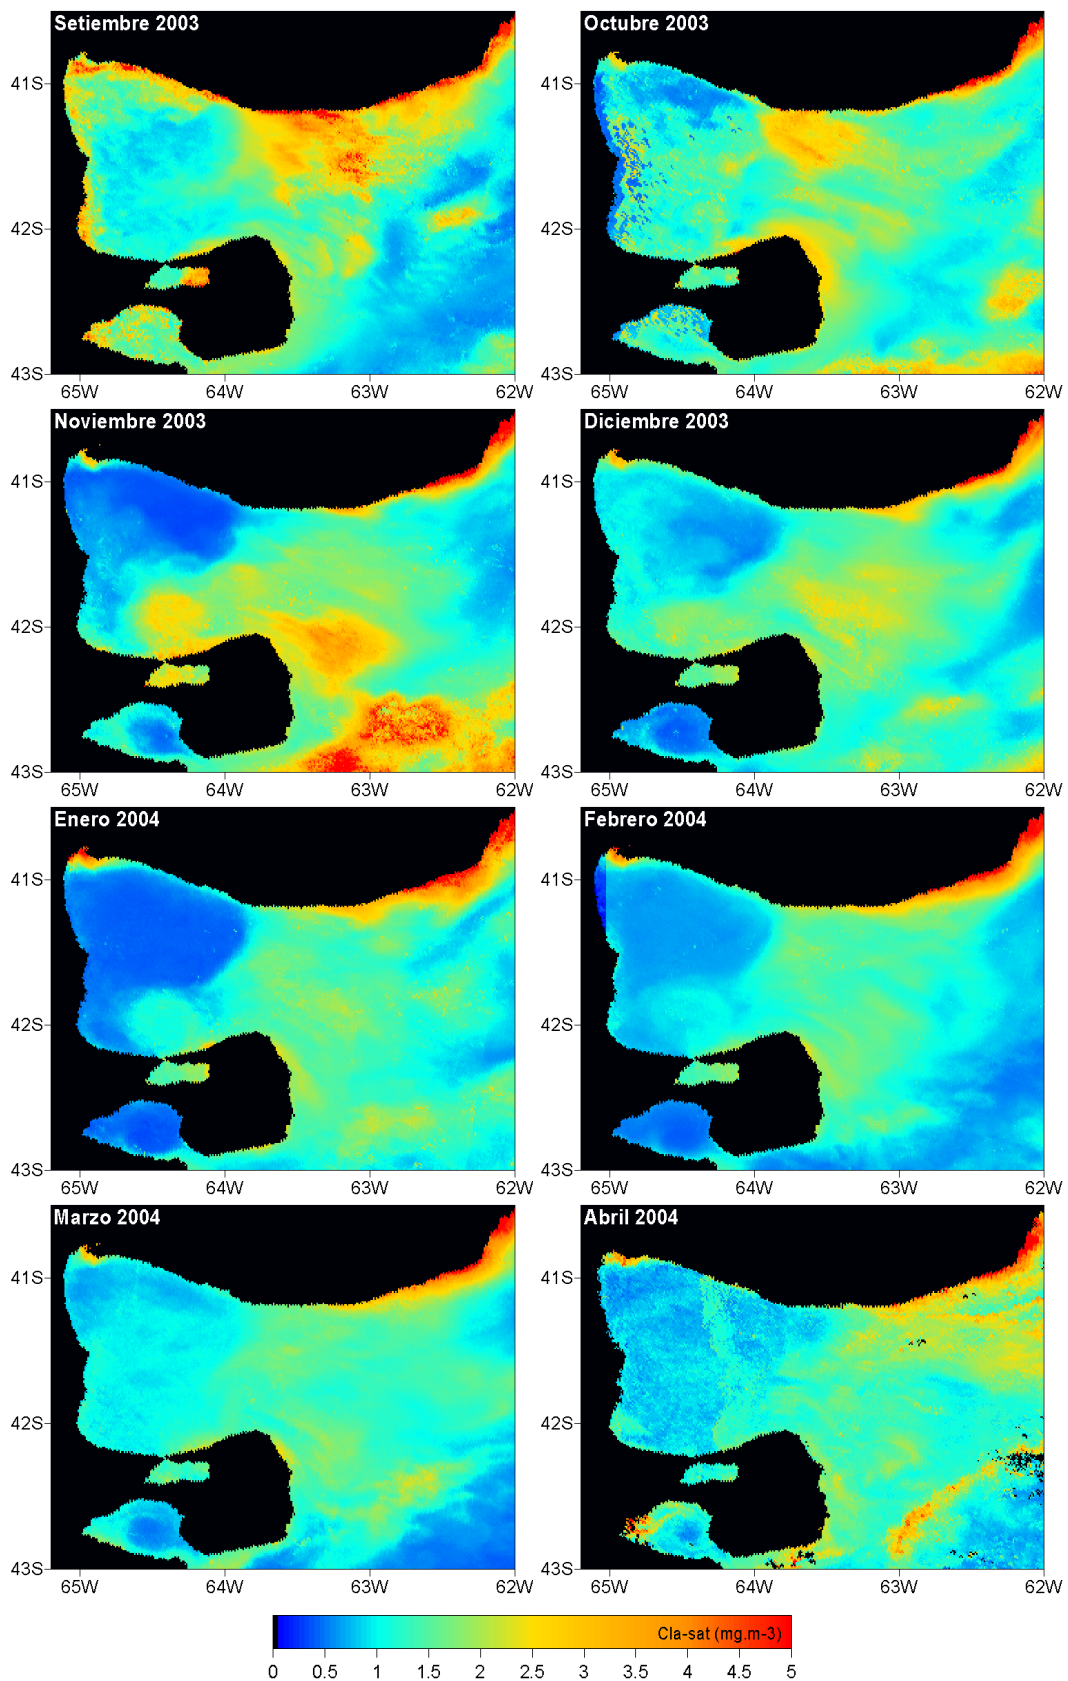 Setiembre 2003 Octubre 2003
41S 41S
42S 42S
43S 43S
65W 64W 63W 62W 65W 64W 63W 62W
Noviembre 2003 Diciembre 2003
41S 41S
42S 42S
43S 43S
65W 64W 63W 62W 65W 64W 63W 62W
Enero 2004 Febrero 2004
41S 41S
42S 42S
43S 43S
65W 64W 63W 62W 65W 64W 63W 62W
Marzo 2004 Abril 2004
41S 41S
42S 42S
43S 43S
65W 64W 63W 62W 65W 64W 63W 62W
Cla-sat (mg.m-3)
0 0.5 1 1.5 2 2.5 3 3.5 4 4.5 5